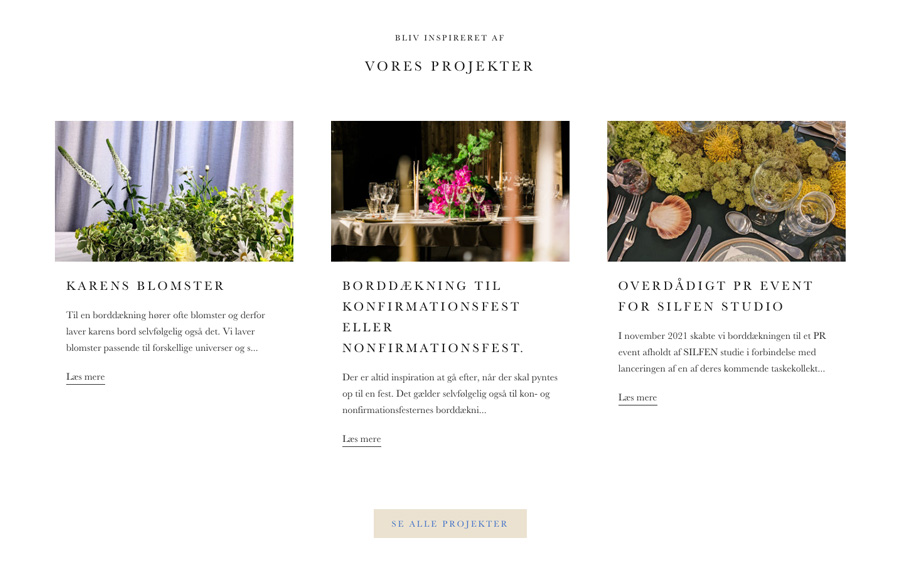 BLIV INSPIRERET AF
VORES PROJEKTER
KARENS BLOMSTER
Til en borddækning hører ofte blomster og derfor
laver karens bord selvfølgelig også det. Vi laver
blomster passende til forskellige universer og s...
Læs mere
BORDDÆKNING TIL
KONFIRMATIONSFEST
ELLER
NONFIRMATIONSFEST.
Der er altid inspiration at gå efter, når der skal pyntes
op til en fest. Det gælder selvfølgelig også til kon- og
nonfirmationsfesternes borddækni...
Læs mere
OVERDÅDIGT PR EVENT
FOR SILFEN STUDIO
I november 2021 skabte vi borddækningen til et PR
event afholdt af SILFEN studie i forbindelse med
lanceringen af en af deres kommende taskekollekt...
Læs mere
SE ALLE PROJEKTER